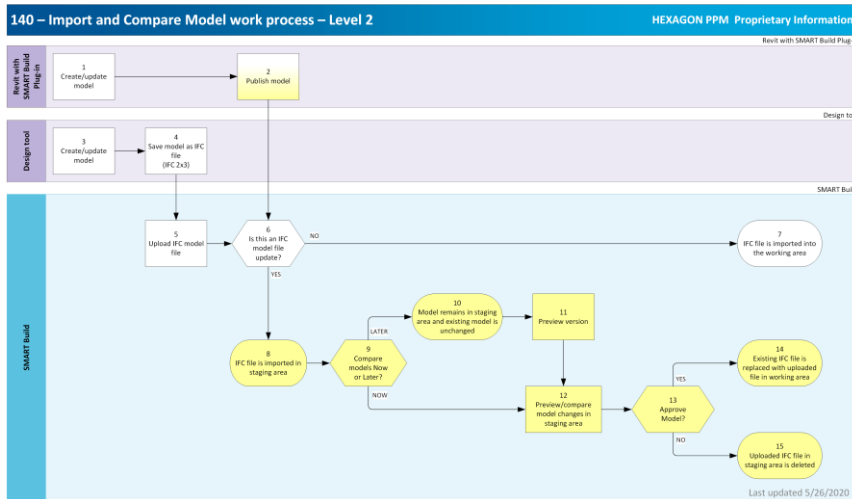 140 – Import and Compare Model work process – Level 2
HEXAGON PPM Proprietary Information
Revit with SMART Build Plug-
Revit with
SMART Build
Plug-in
1
Create/update
model
2
Publish model
Design to
Design tool
3
Create/update
model
4
Save model as IFC
file
(IFC 2x3)
SMART Buil
SMART Build
5
Upload IFC model
file
6
Is this an IFC
model file
update?
NO
YES
7
IFC file is imported into
the working area
8
IFC file is imported in
staging area
9
Compare
models Now
or Later?
LATER
NOW
10
Model remains in staging
area and existing model is
unchanged
11
Preview version
12
Preview/compare
model changes in
staging area
13
Approve
Model?
YES
NO
14
Existing IFC file is
replaced with uploaded
file in working area
15
Uploaded IFC file in
staging area is deleted
Last updated 5/26/2020